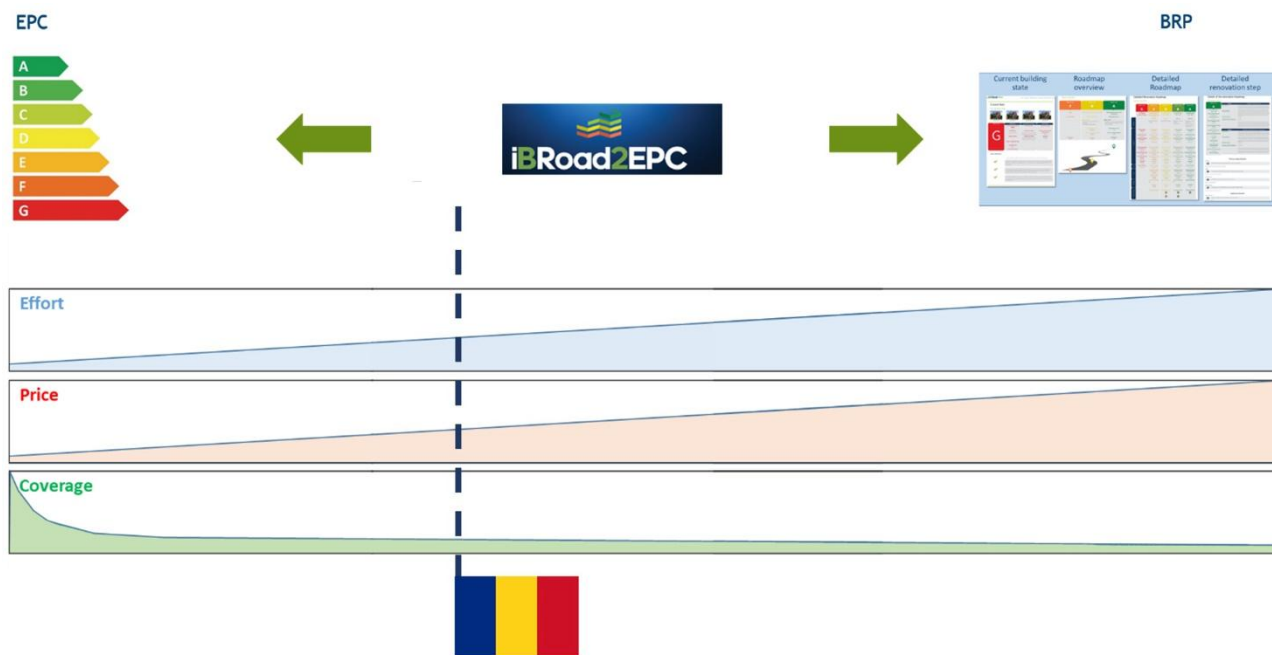 EPC
BRP
A
B
C
D
E
F
G
iBRoad2EPC
Current building
state
Roadmap
overview
Detailed
Roadmap
Detailed
renovation step
G
Effort
Price
Coverage